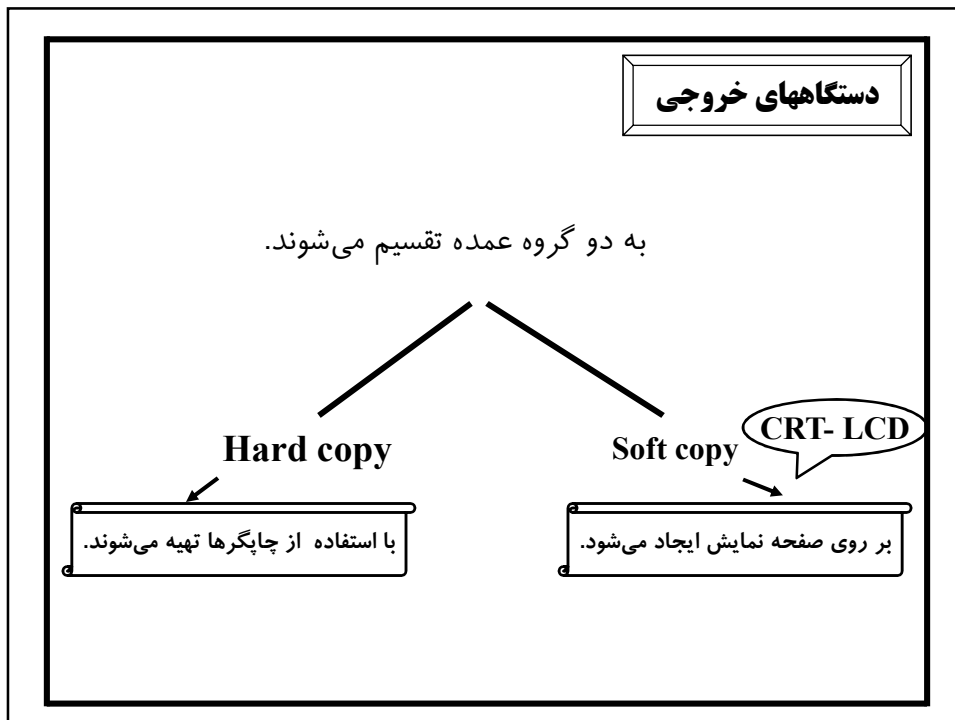 دستگاههای خروجی
به دو گروه عمده تقسیم می‌شوند.
CRT- LCD
Soft copy
Hard copy
بر روی صفحه نمایش ایجاد می‌شود.
با استفاده از چاپگرها تهیه می‌شوند.